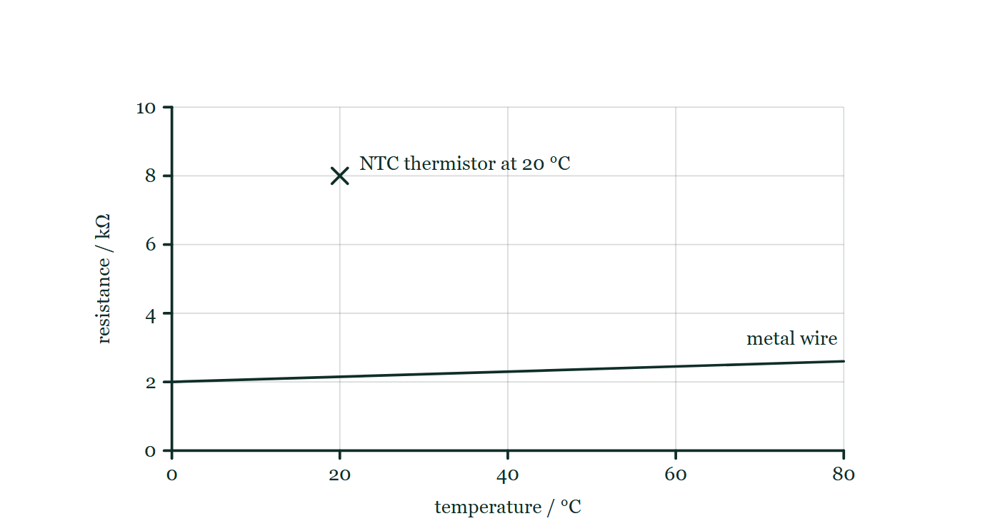 10
NTC thermistor at 20 °C
8
6
4
metal wire
2
0
resistance / kΩ
0 20 40 60 80
temperature / °C